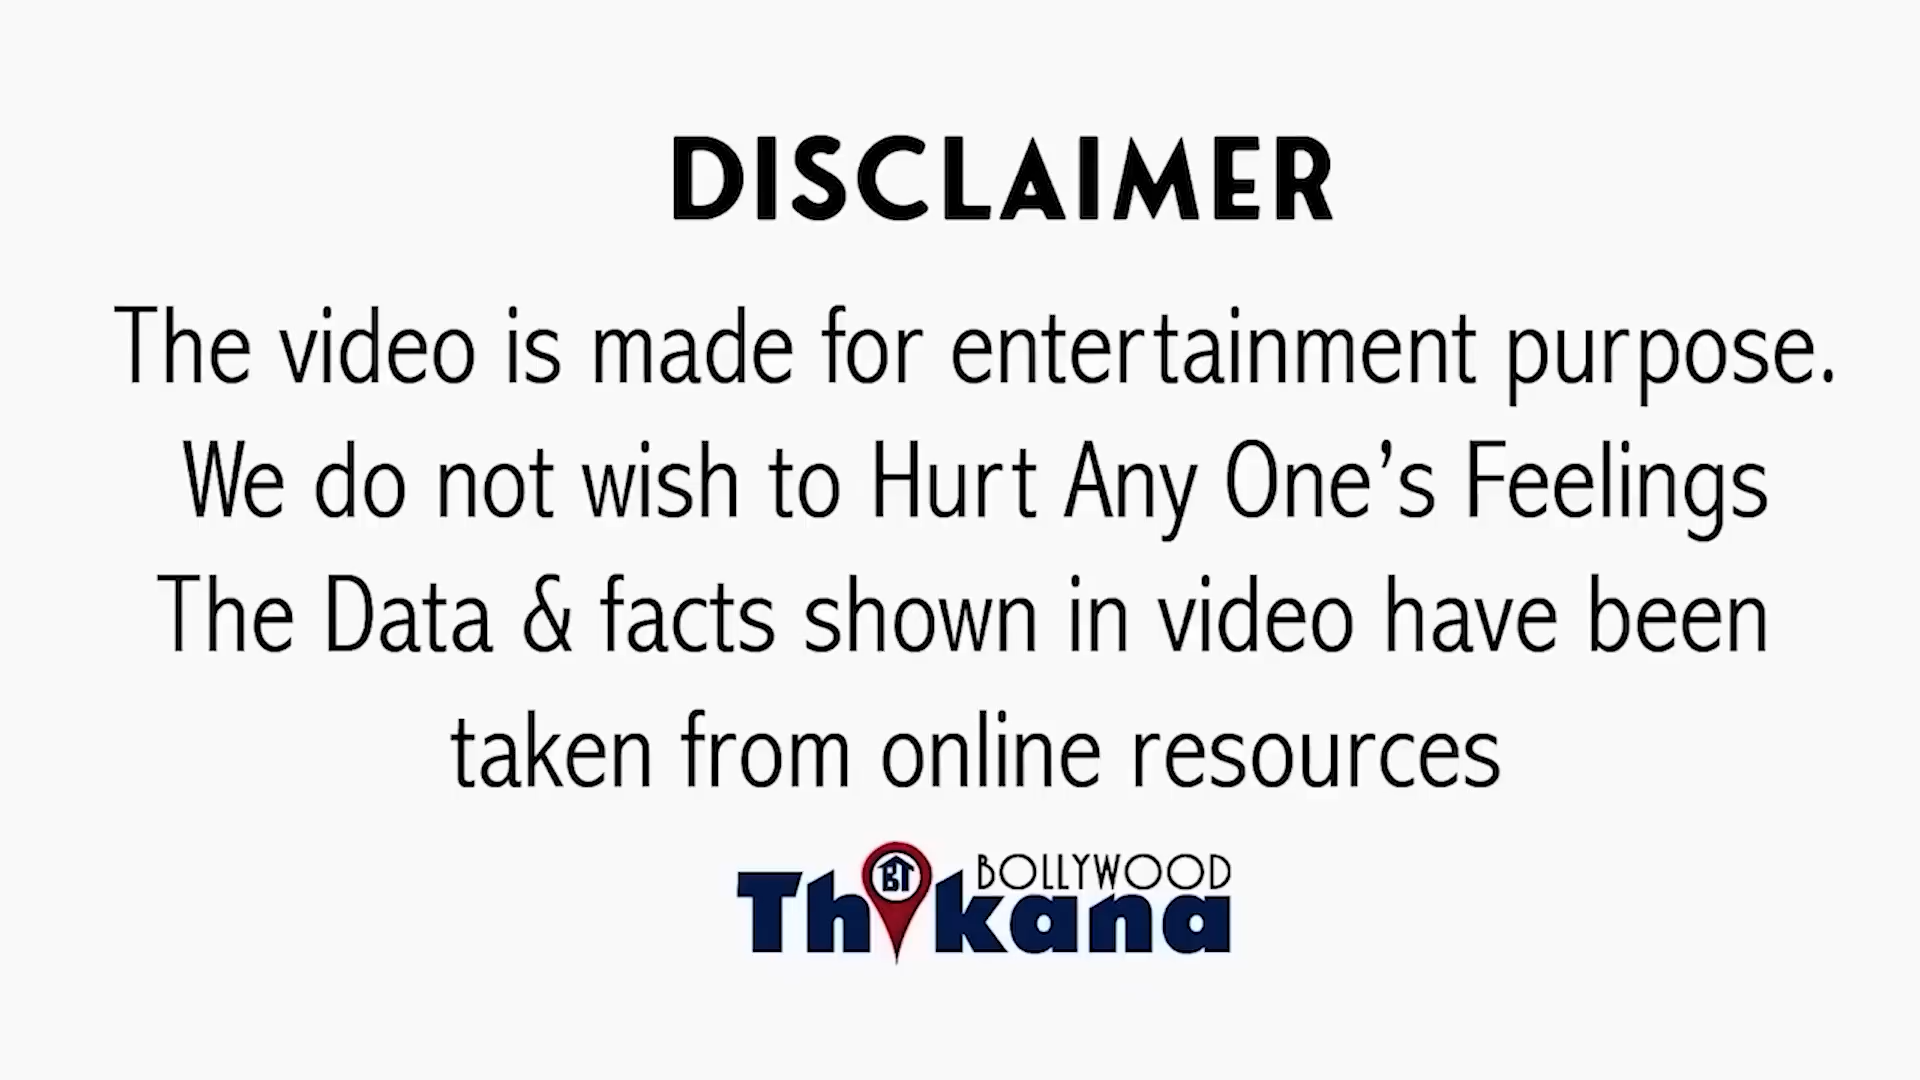 DISCLAIMER
The video is made for entertainment purpose.
We do not wish to Hurt Any One’s Feelings
The Data & facts shown in video have been
taken from online resources
BOLLYWOOD
Thikana
BT